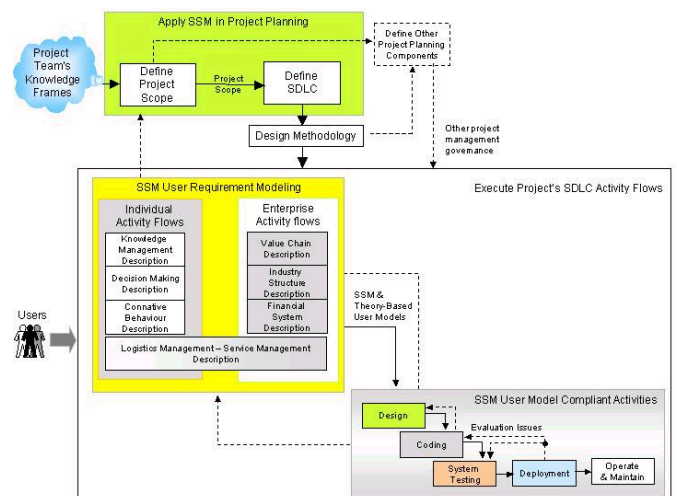 Apply SSM in Project Planning
Project
Team's
Knowledge
Frames
Define
Project
Scope
Project
Scope
Define
SDLC
Define Other
Project Planning
Components
Design Methodology
Other project
management
governance
Execute Project's SDLC Activity Flows
SSM User Requirement Modeling
Individual
Activity Flows
Knowledge
Management
Description
Decision Making
Description
Connative
Behaviour
Description
Enterprise
Activity flows
Value Chain
Description
Industry
Structure
Description
Financial
System
Description
Logistics Management – Service Management
Description
Users
SSM &
Theory-Based
User Models
SSM User Model Compliant Activities
Design
Evaluation Issues
Coding
System
Testing
Deployment
Operate
& Maintain